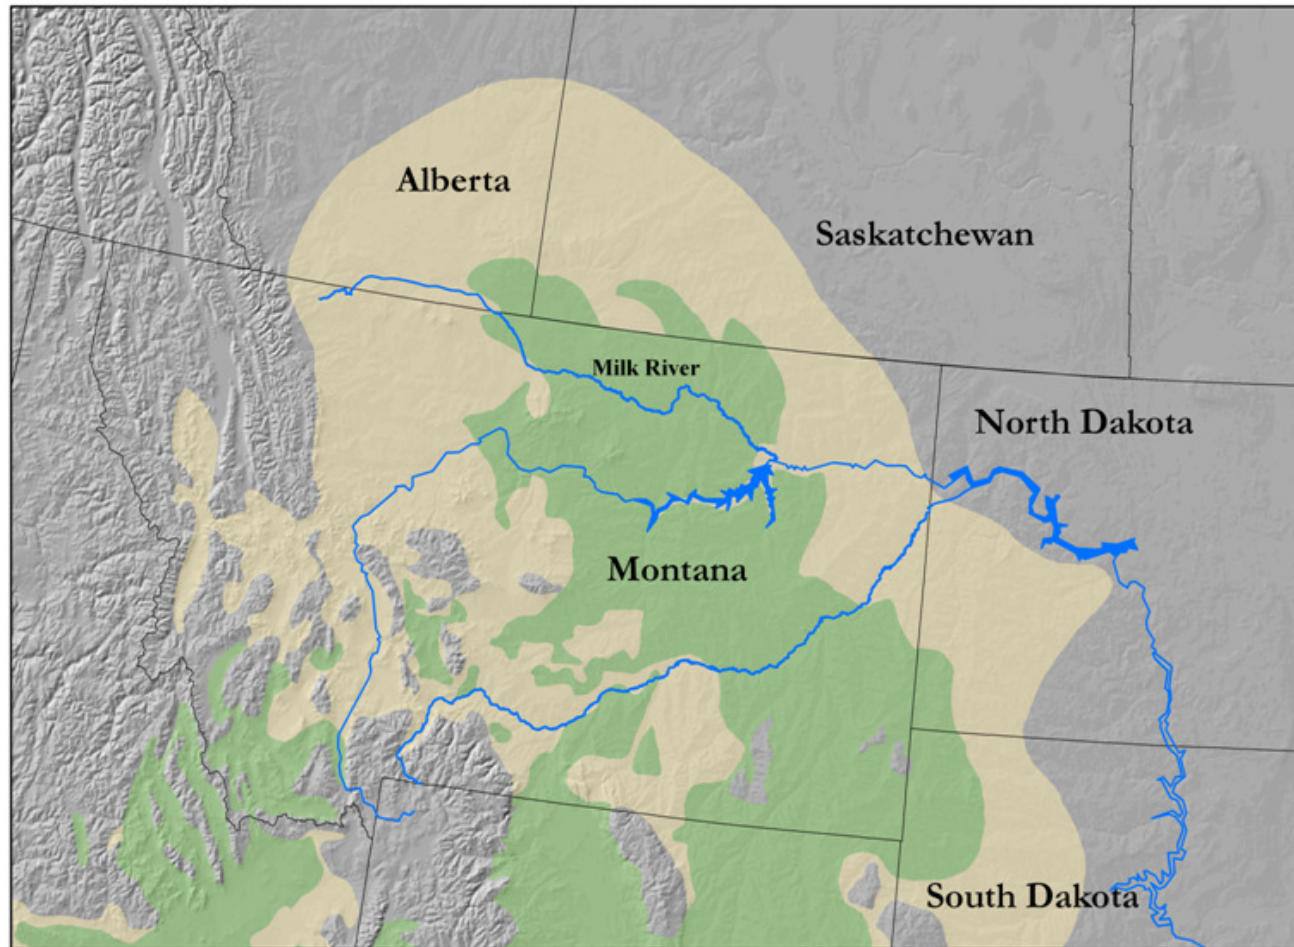 Alberta
Saskatchewan
Milk River
North Dakota
Montana
South Dakota